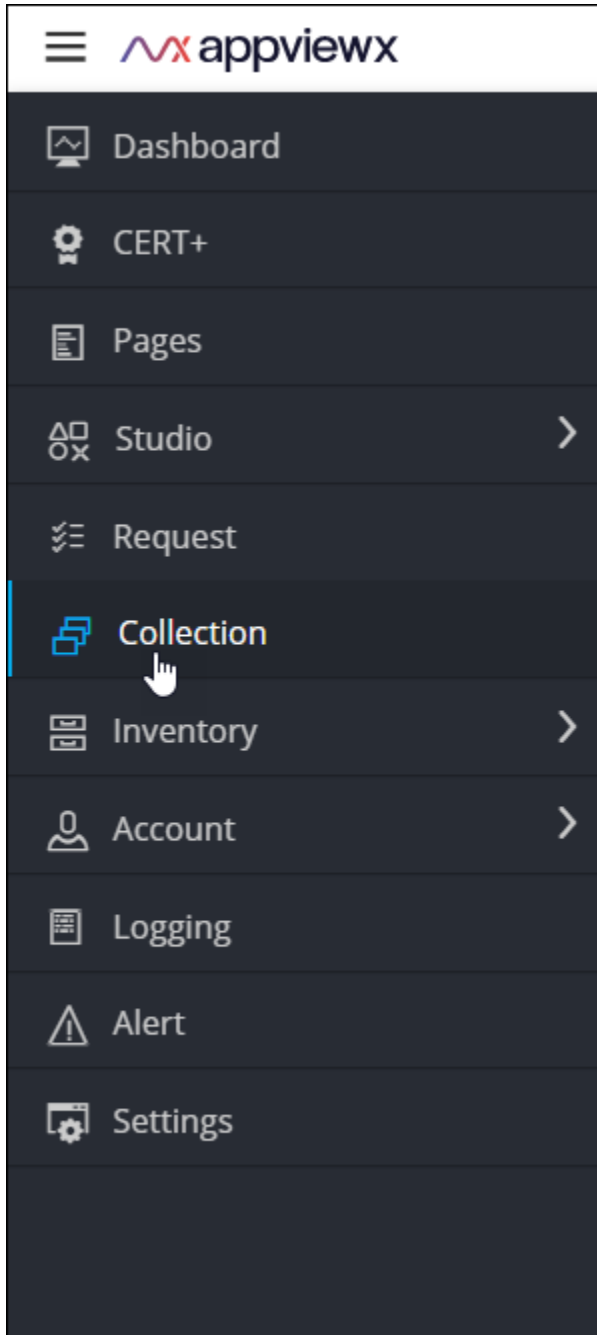 appviewx
Dashboard
CERT+
Pages
Studio
Request
Collection
Inventory
Account
Logging
Alert
Settings